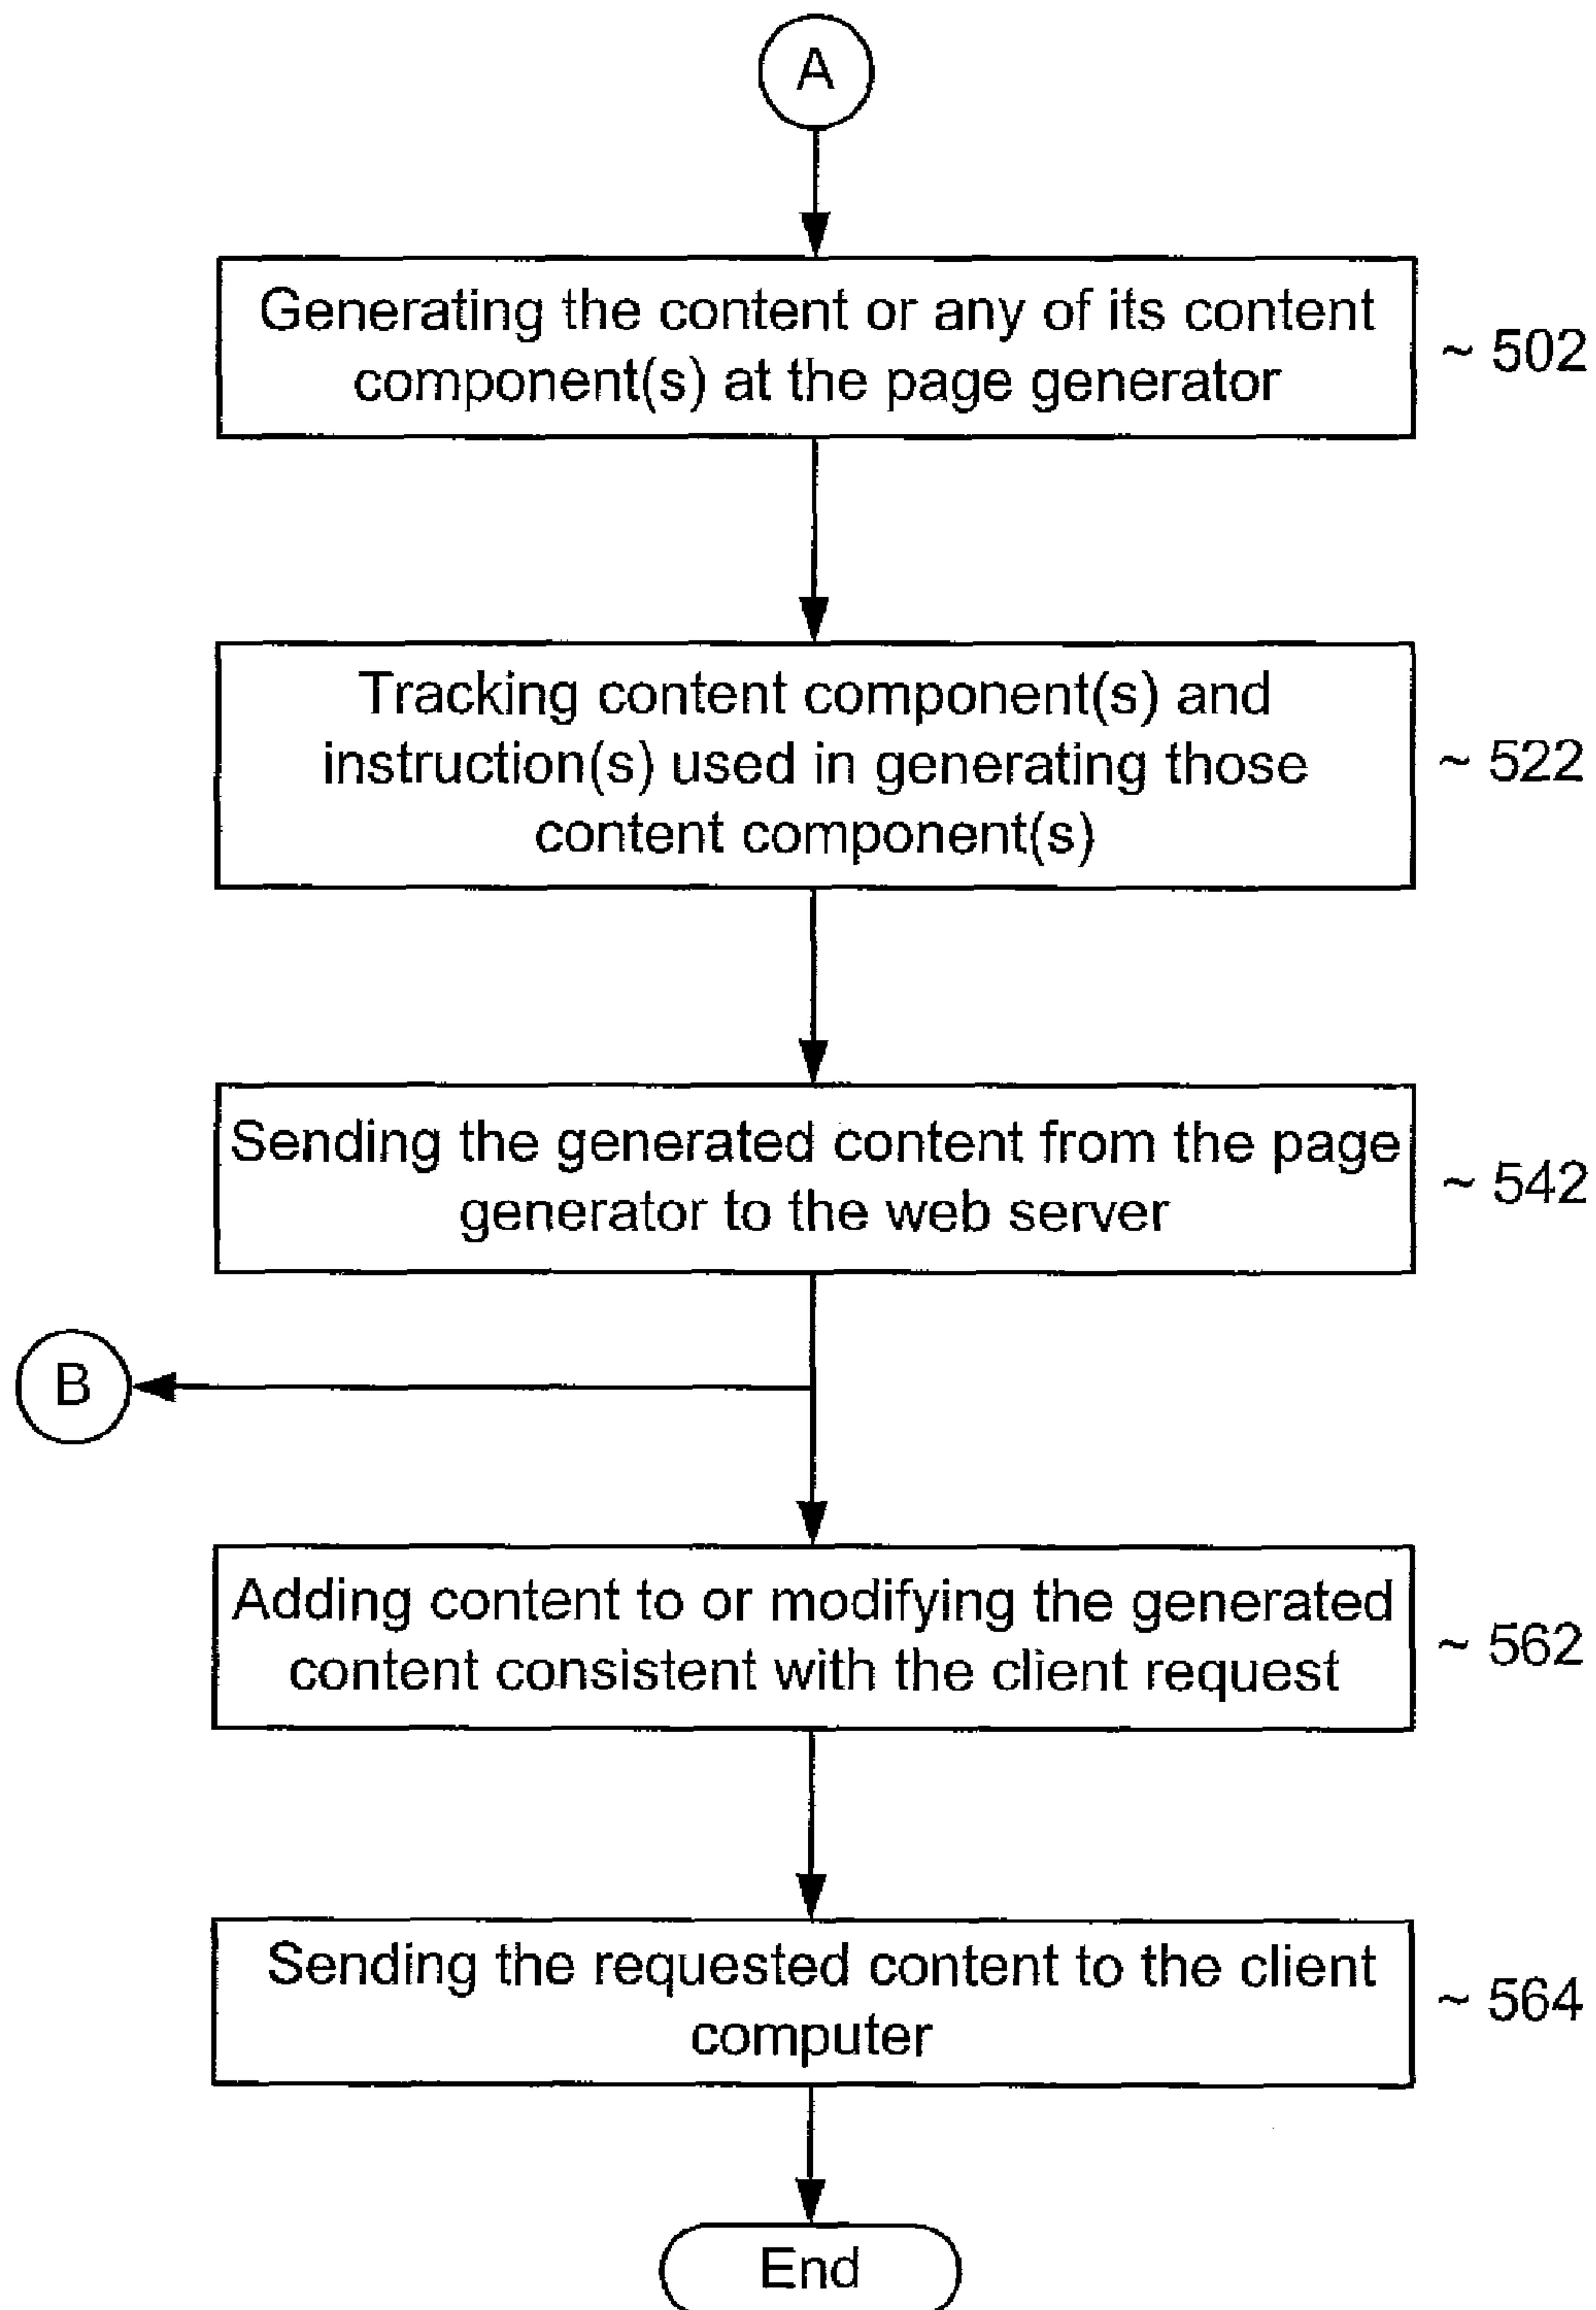 A
Generating the content or any of its content
component(s) at the page generator
~ 502
Tracking content component(s) and
instruction(s) used in generating those
content component(s)
~ 522
Sending the generated content from the page
generator to the web server
~ 542
B
Adding content to or modifying the generated
content consistent with the client request
~ 562
Sending the requested content to the client
computer
~ 564
End